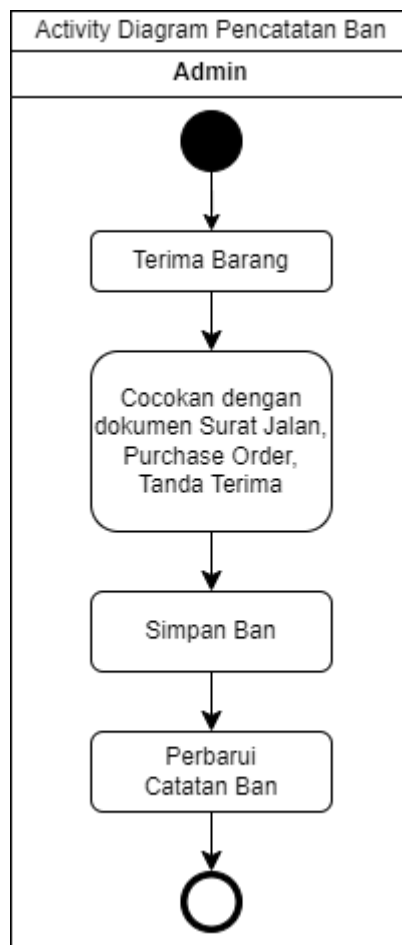 Activity Diagram Pencatatan Ban
Admin
Terima Barang
Cocokan dengan
dokumen Surat Jalan,
Purchase Order,
Tanda Terima
Simpan Ban
Perbarui
Catatan Ban